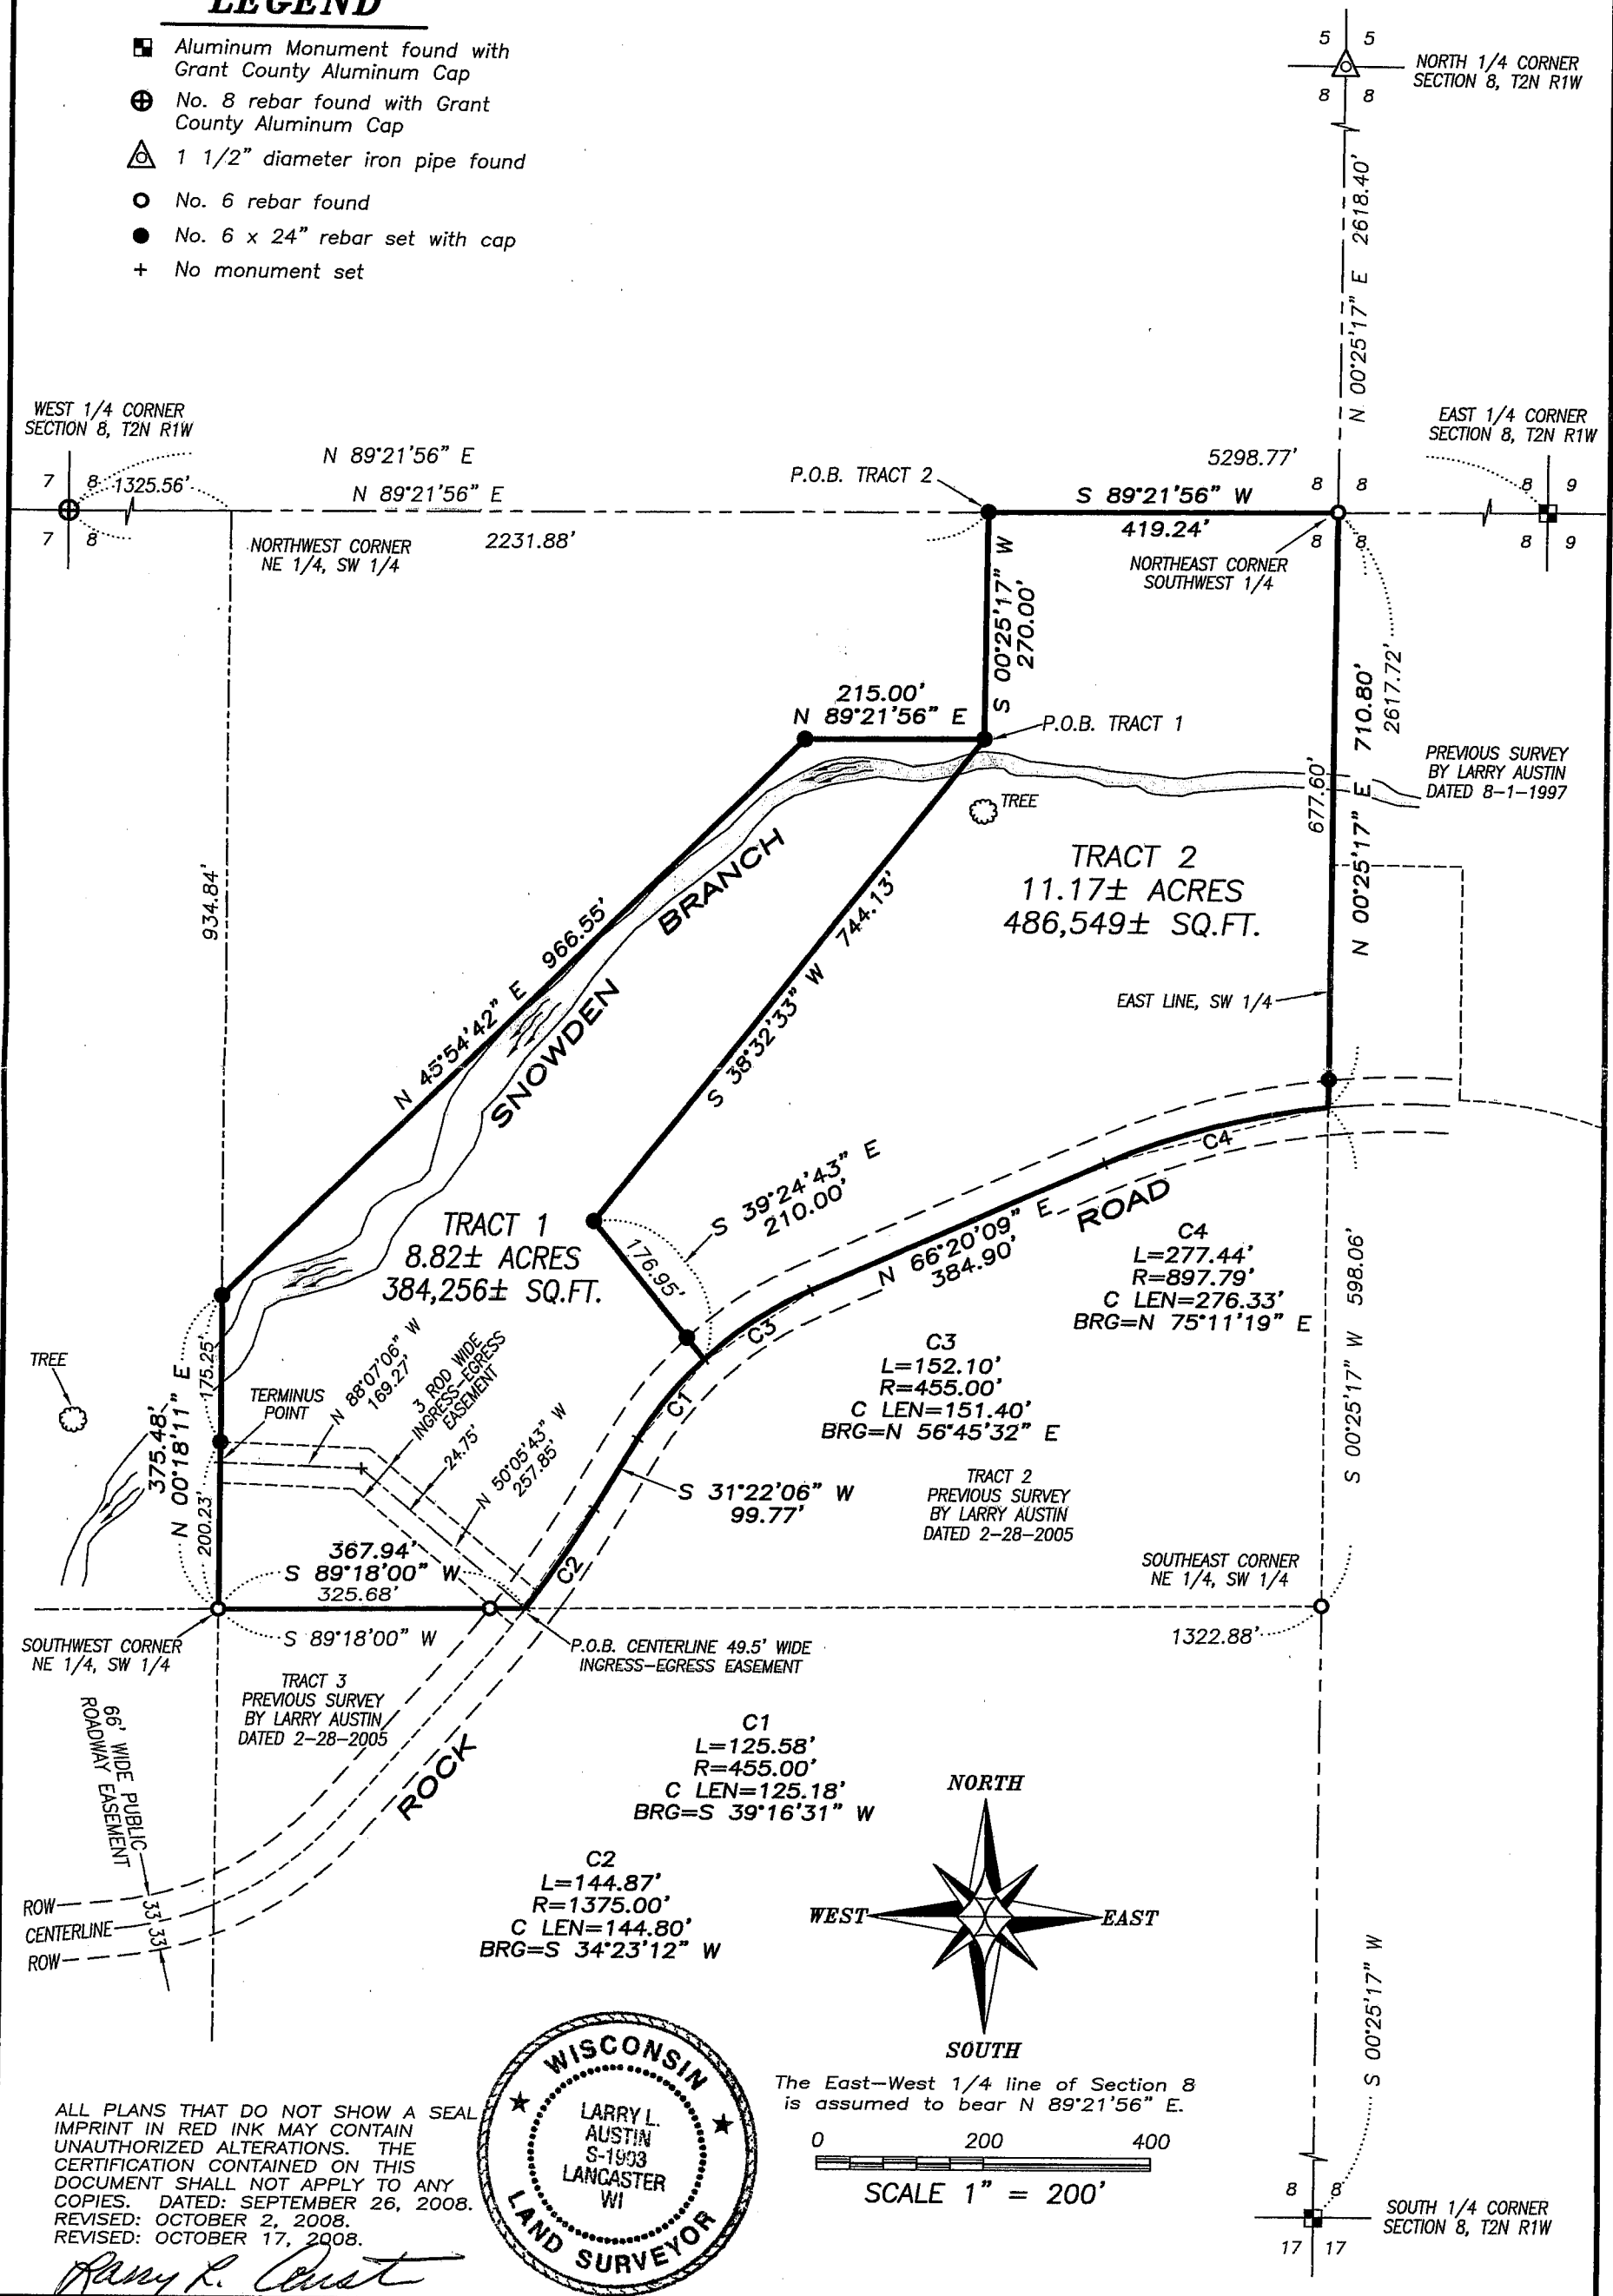 LEGEND
Aluminum Monument found with
Grant County Aluminum Cap
No. 8 rebar found with Grant
County Aluminum Cap
1 1/2" diameter iron pipe found
No. 6 rebar found
No. 6 x 24" rebar set with cap
+ No monument set
5 5
8 8
NORTH 1/4 CORNER
SECTION 8, T2N R1W
N 00°25'17" E 2618.40'
WEST 1/4 CORNER
SECTION 8, T2N R1W
7 8
7 8
1325.56'
N 89°21'56" E
N 89°21'56" E
2231.88'
NORTHWEST CORNER
NE 1/4, SW 1/4
P.O.B. TRACT 2
5298.77'
S 89°21'56" W
419.24'
8 8
8 8
NORTHEAST CORNER
SOUTHWEST 1/4
EAST 1/4 CORNER
SECTION 8, T2N R1W
8 9
8 9
S 00°25'17" W
270.00'
215.00'
N 89°21'56" E
P.O.B. TRACT 1
TREE
677.60'
N 00°25'17" E 710.80'
2617.72'
PREVIOUS SURVEY
BY LARRY AUSTIN
DATED 8-1-1997
TRACT 2
11.17± ACRES
486,549± SQ.FT.
EAST LINE, SW 1/4
934.84'
N 45°54'42" E 966.55'
SNOWDEN BRANCH
S 38°32'33" W 744.13'
TRACT 1
8.82± ACRES
384,256± SQ.FT.
S 39°24'43" E
210.00'
176.95'
C3
N 66°20'09" E
384.90'
C4
ROAD
C4
L=277.44'
R=897.79'
C LEN=276.33'
BRG=N 75°11'19" E
S 00°25'17" W 598.06'
C3
L=152.10'
R=455.00'
C LEN=151.40'
BRG=N 56°45'32" E
TREE
375.48'
N 00°18'11" E
175.25'
200.23'
TERMINUS
POINT
N 88°07'06" W
169.27'
3 ROD WIDE
INGRESS-EGRESS
EASEMENT
24.75'
N 50°05'43" W
257.85'
C1
S 31°22'06" W
99.77'
C2
TRACT 2
PREVIOUS SURVEY
BY LARRY AUSTIN
DATED 2-28-2005
367.94'
S 89°18'00" W
325.68'
SOUTHEAST CORNER
NE 1/4, SW 1/4
1322.88'
SOUTHWEST CORNER
NE 1/4, SW 1/4
S 89°18'00" W
P.O.B. CENTERLINE 49.5' WIDE
INGRESS-EGRESS EASEMENT
TRACT 3
PREVIOUS SURVEY
BY LARRY AUSTIN
DATED 2-28-2005
66' WIDE PUBLIC
ROADWAY EASEMENT
ROCK
C1
L=125.58'
R=455.00'
C LEN=125.18'
BRG=S 39°16'31" W
C2
L=144.87'
R=1375.00'
C LEN=144.80'
BRG=S 34°23'12" W
ROW
CENTERLINE
ROW
33'
33'
NORTH
WEST
EAST
SOUTH
S 00°25'17" W
The East-West 1/4 line of Section 8
is assumed to bear N 89°21'56" E.
0 200 400
SCALE 1" = 200'
ALL PLANS THAT DO NOT SHOW A SEAL
IMPRINT IN RED INK MAY CONTAIN
UNAUTHORIZED ALTERATIONS. THE
CERTIFICATION CONTAINED ON THIS
DOCUMENT SHALL NOT APPLY TO ANY
COPIES. DATED: SEPTEMBER 26, 2008.
REVISED: OCTOBER 2, 2008.
REVISED: OCTOBER 17, 2008.
Larry L. Aust
WISCONSIN
LARRY L.
AUSTIN
S-1903
LANCASTER
WI
LAND SURVEYOR
8 8
17 17
SOUTH 1/4 CORNER
SECTION 8, T2N R1W